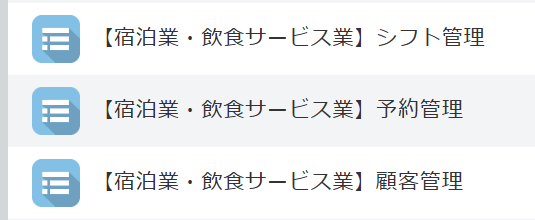 【宿泊業・飲食サービス業】シフト管理
【宿泊業・飲食サービス業】予約管理
【宿泊業・飲食サービス業】顧客管理